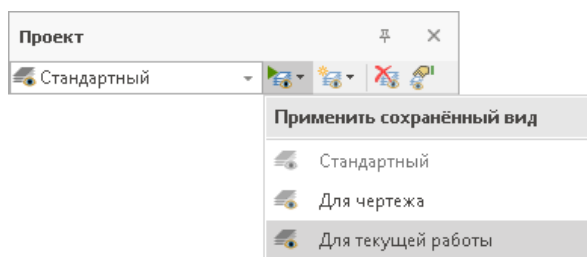 Проект
Стандартный
Применить сохранённый вид
Стандартный
Для чертежа
Для текущей работы